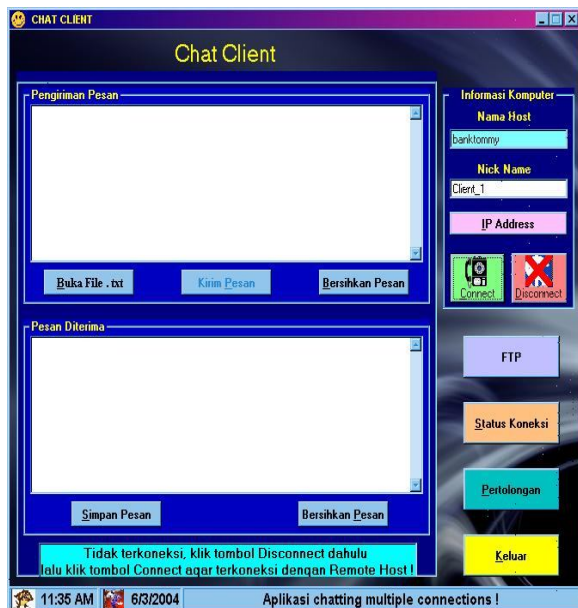 CHAT CLIENT
Chat Client
Pengiriman Pesan
Buka File .txt
Kirim Pesan
Bersihkan Pesan
Pesan Diterima
Simpan Pesan
Bersihkan Pesan
Tidak terkoneksi, klik tombol Disconnect dahulu
lalu klik tombol Connect agar terkoneksi dengan Remote Host !
Informasi Komputer
Nama Host
banktommy
Nick Name
Client_1
IP Address
Connect
Disconnect
FTP
Status Koneksi
Pertolongan
Keluar
11:35 AM
6/3/2004
Aplikasi chatting multiple connections !